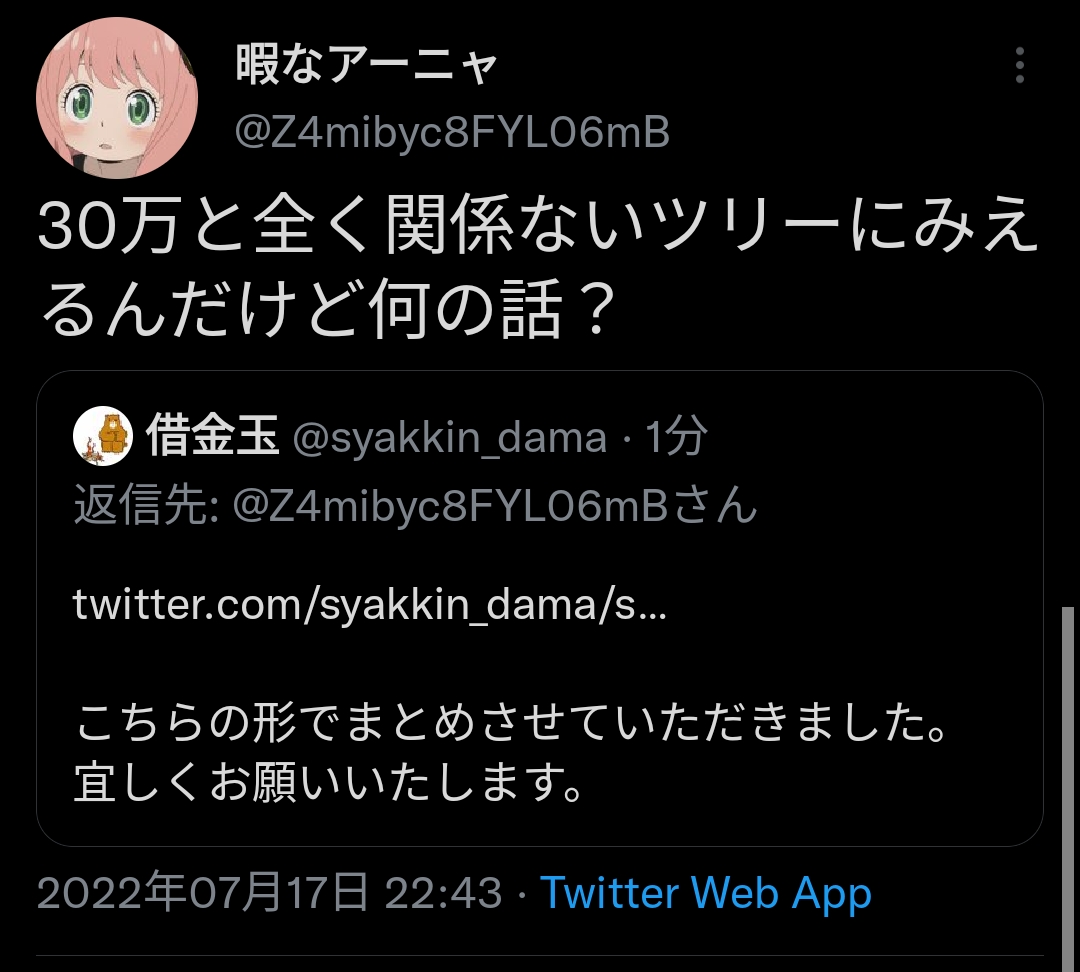 暇なアーニャ
@Z4mibyc8FYL06mB
30万と全く関係ないツリーにみえ
るんだけど何の話？
借金玉 @syakkin_dama · 1分
返信先: @Z4mibyc8FYL06mBさん
twitter.com/syakkin_dama/s…
こちらの形でまとめさせていただきました。
宜しくお願いいたします。
2022年07月17日 22:43 · Twitter Web App